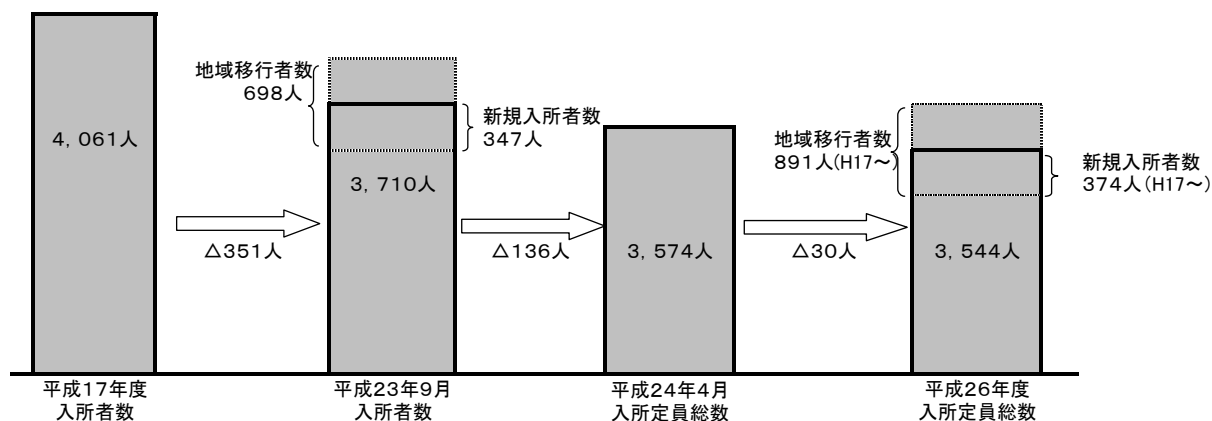 4,061人
平成17年度
入所者数
△351人
地域移行者数
698人
新規入所者数
347人
3,710人
平成23年9月
入所者数
△136人
3,574人
平成24年4月
入所定員総数
△30人
地域移行者数
891人(H17～)
新規入所者数
374人(H17～)
3,544人
平成26年度
入所定員総数